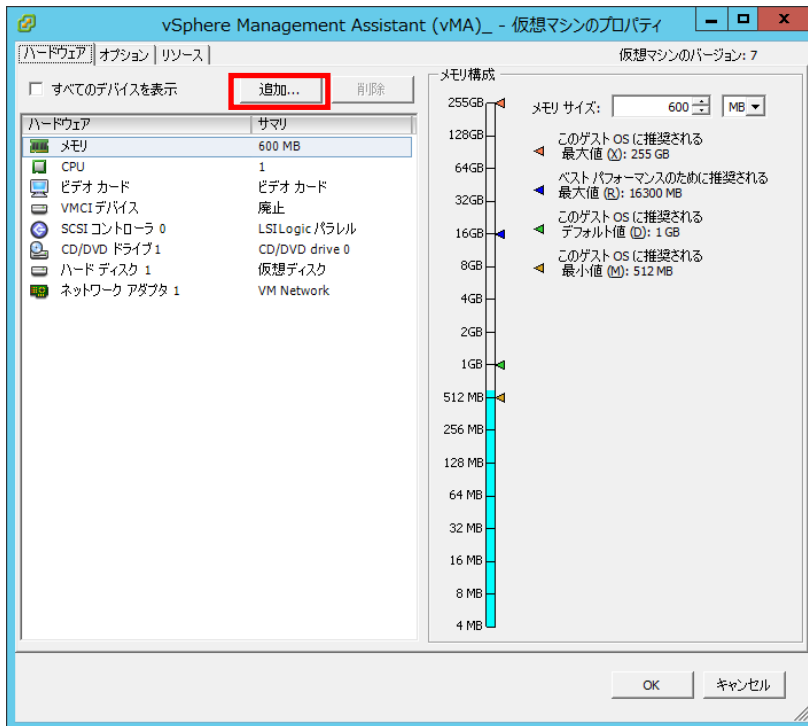 vSphere Management Assistant (vMA)_ - 仮想マシンのプロパティ
ハードウェア オプション リソース
仮想マシンのバージョン: 7
すべてのデバイスを表示
追加...
削除
ハードウェア サマリ
メモリ 600 MB
CPU 1
ビデオ カード ビデオ カード
VMCI デバイス 廃止
SCSI コントローラ 0 LSI Logic パラレル
CD/DVD ドライブ 1 CD/DVD drive 0
ハード ディスク 1 仮想ディスク
ネットワーク アダプタ 1 VM Network
メモリ構成
255GB
128GB
64GB
32GB
16GB
8GB
4GB
2GB
1GB
512 MB
256 MB
128 MB
64 MB
32 MB
16 MB
8 MB
4 MB
メモリ サイズ: 600 MB
このゲスト OS に推奨される
最大値 (X): 255 GB
ベスト パフォーマンスのために推奨される
最大値 (R): 16300 MB
このゲスト OS に推奨される
デフォルト値 (D): 1 GB
このゲスト OS に推奨される
最小値 (M): 512 MB
OK
キャンセル